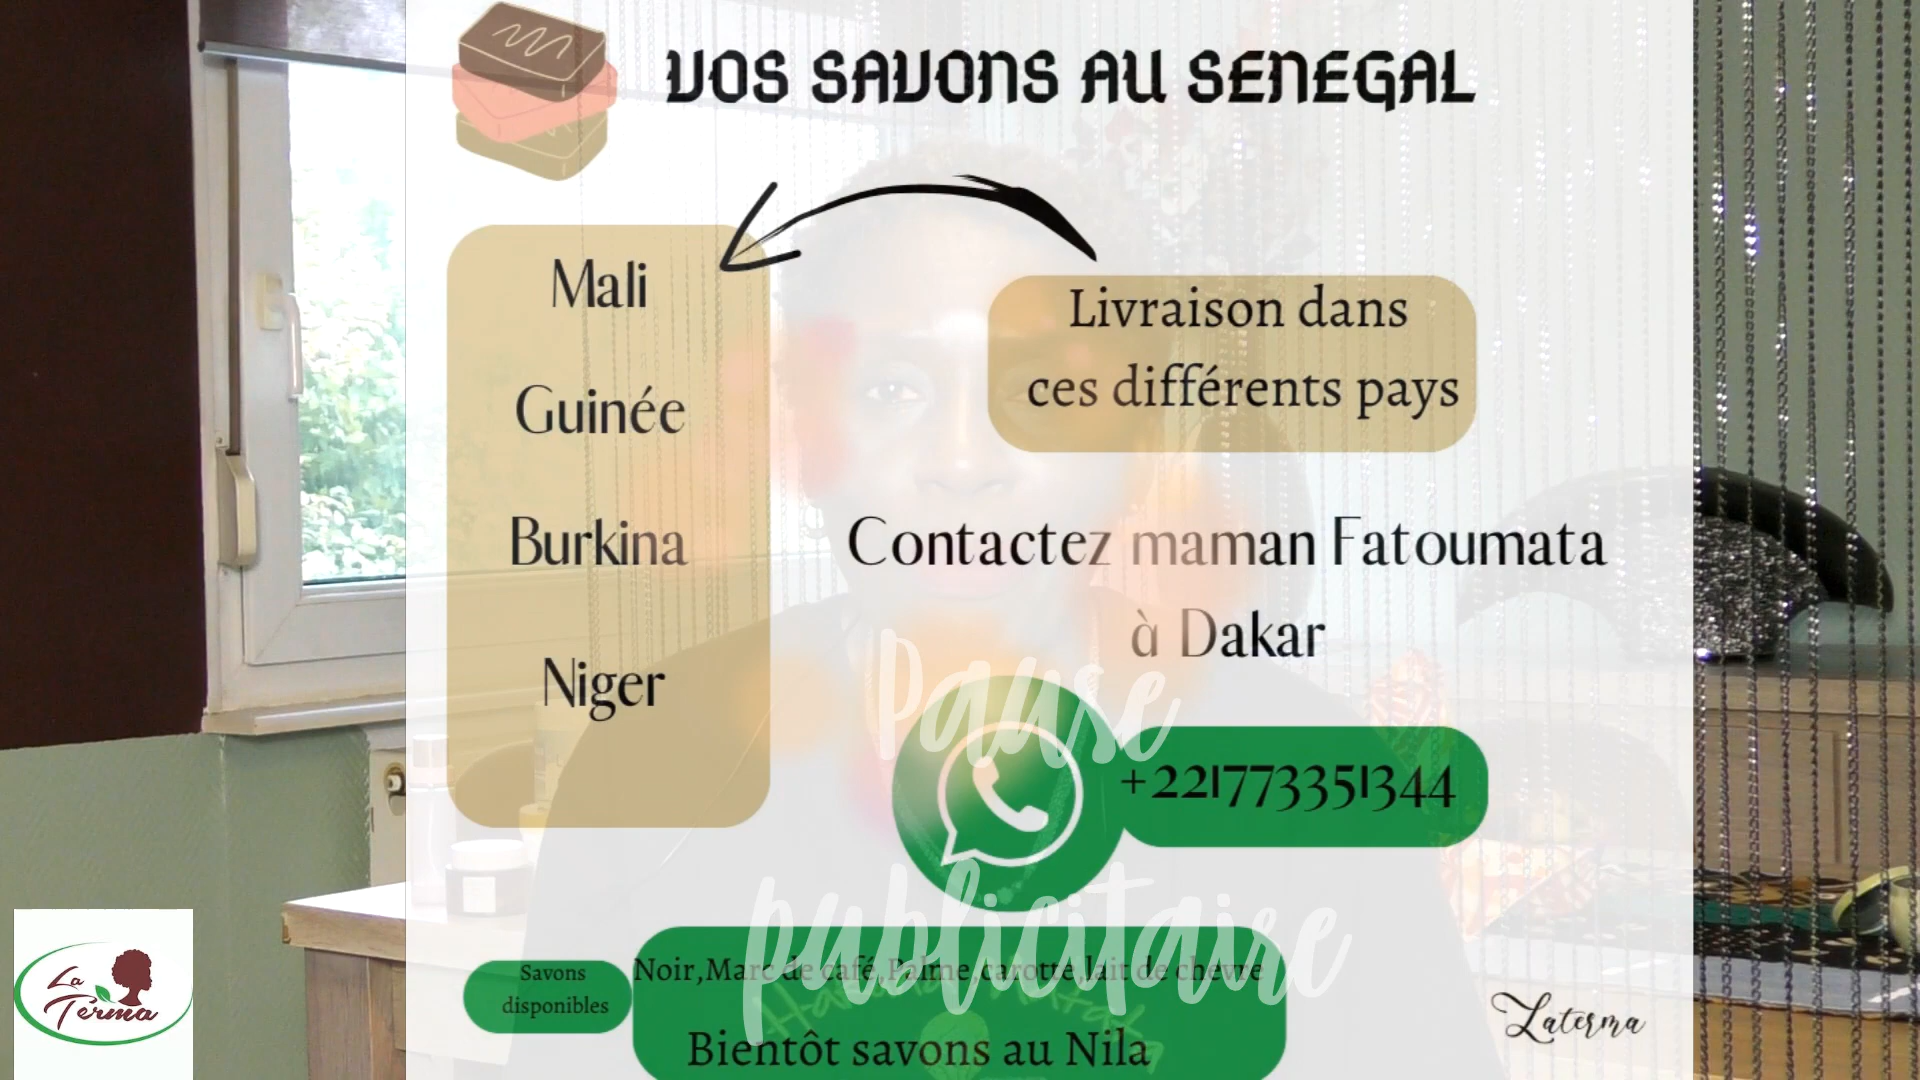 VOS SAVONS AU SENEGAL
Mali
Guinée
Burkina
Niger
Livraison dans
ces différents pays
Contactez maman Fatoumata
à Dakar
+221773351344
Pause
publicitaire
Savons
disponibles
Noir,Marc de café,Palme,carotte,lait de chèvre
Bientôt savons au Nila
La
Térma
Laterma